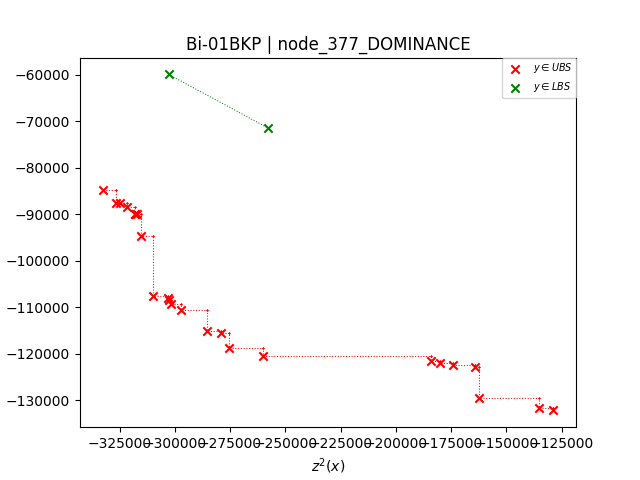 Bi-01BKP | node_377_DOMINANCE
y ∈ UBS
y ∈ LBS
−60000
−70000
−80000
−90000
−100000
−110000
−120000
−130000
−325000 −300000 −275000 −250000 −225000 −200000 −175000 −150000 −125000
z²(x)